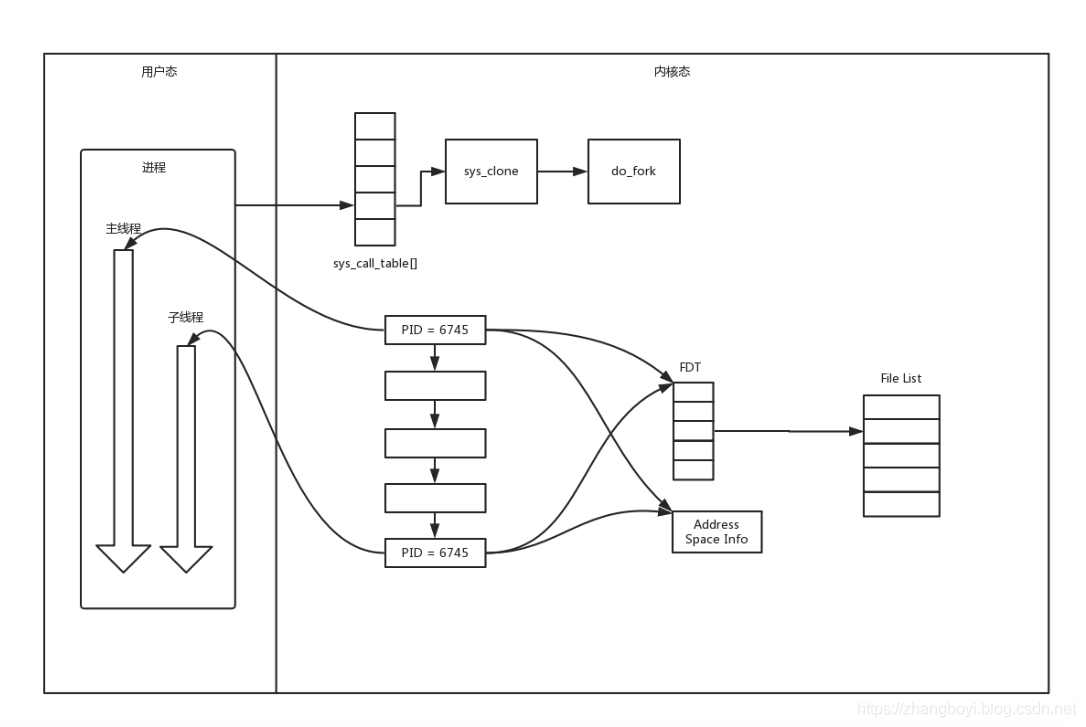 用户态
内核态
进程
sys_clone
do_fork
主线程
sys_call_table[]
子线程
PID = 6745
FDT
File List
Address
Space Info
PID = 6745
https://zhangboyi.blog.csdn.net